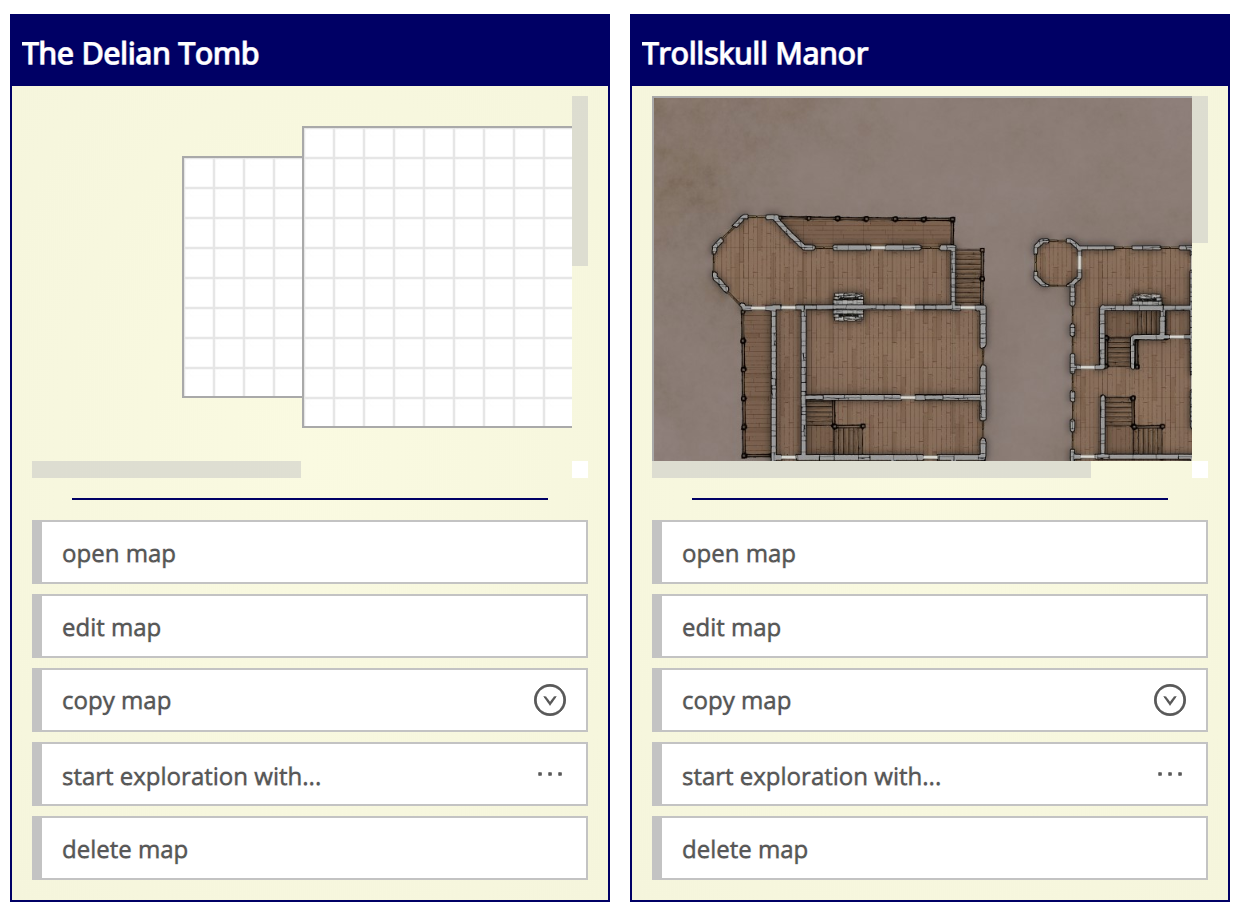 The Delian Tomb
open map
edit map
copy map
start exploration with...
delete map
Trollskull Manor
open map
edit map
copy map
start exploration with...
delete map